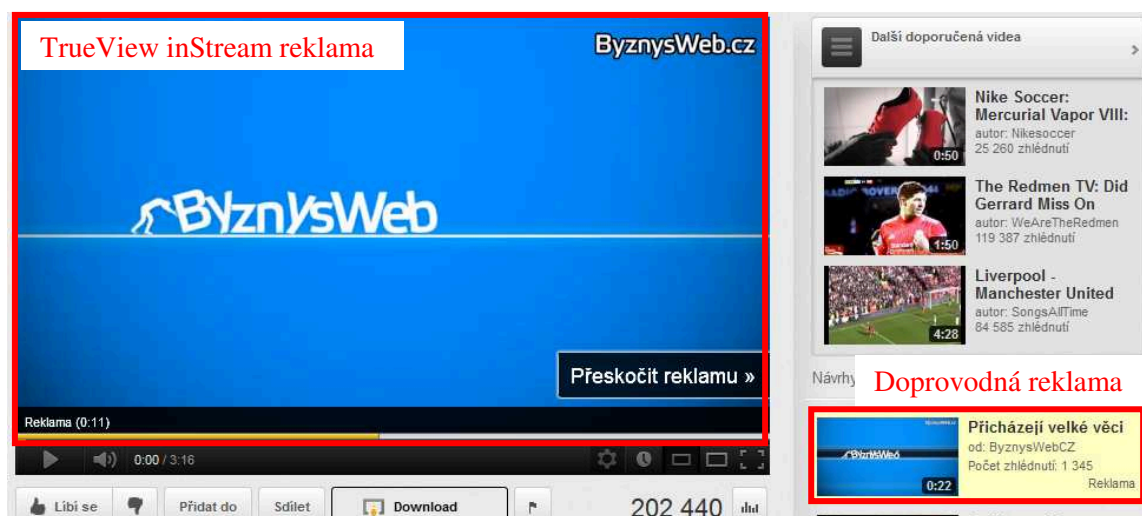 TrueView inStream reklama
ByznysWeb.cz
ByznysWeb
Přeskočit reklamu »
Reklama (0:11)
0:00 / 3:16
Líbi se
Přidat do
Sdílet
Download
202 440
Další doporučená videa
Nike Soccer:
Mercurial Vapor VIII:
autor: Nikesoccer
25 260 zhlédnutí
0:50
The Redmen TV: Did
Gerrard Miss On
autor: WeAreTheRedmen
119 387 zhlédnutí
1:50
Liverpool -
Manchester United
autor: SongsAllTime
84 585 zhlédnutí
4:28
Návrhy
Doprovodná reklama
Přicházejí velké věci
od: ByznysWebCZ
Počet zhlédnutí: 1 345
Reklama
ByznysWeb
0:22